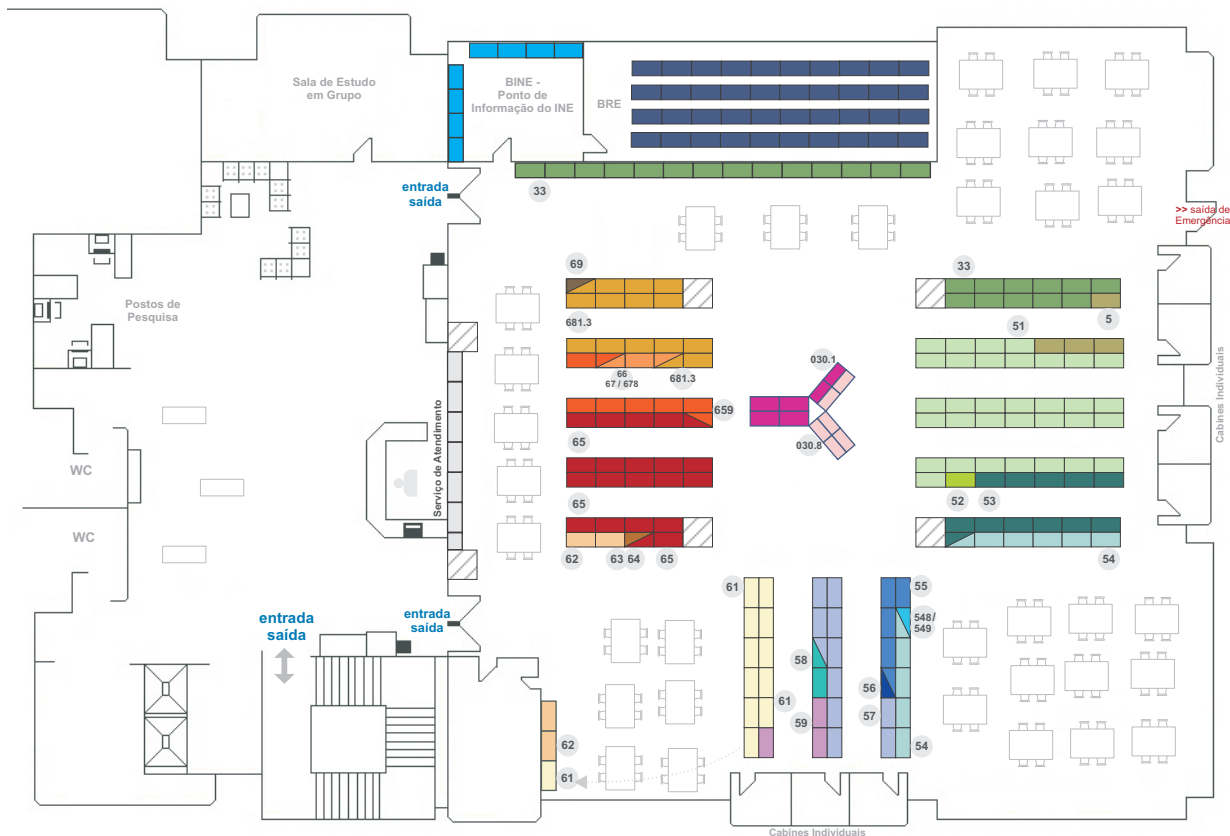 Sala de Estudo
em Grupo
BINE -
Ponto de
Informação do INE
BRE
entrada
saída
33
>> saída de
Emergência
69
33
Postos de
Pesquisa
681.3
51
5
030.1
66
67 / 678
681.3
659
Cabines Individuais
65
030.8
Serviço de Atendimento
WC
65
52
53
WC
62
63
64
65
54
61
55
entrada
saída
entrada
saída
548/
549
58
56
61
59
57
62
54
61
Cabines Individuais